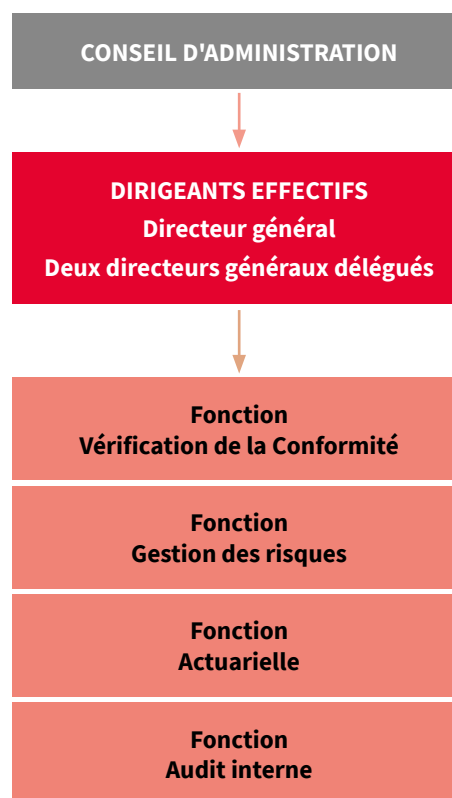 CONSEIL D'ADMINISTRATION
DIRIGEANTS EFFECTIFS
Directeur général
Deux directeurs généraux délégués
Fonction
Vérification de la Conformité
Fonction
Gestion des risques
Fonction
Actuarielle
Fonction
Audit interne